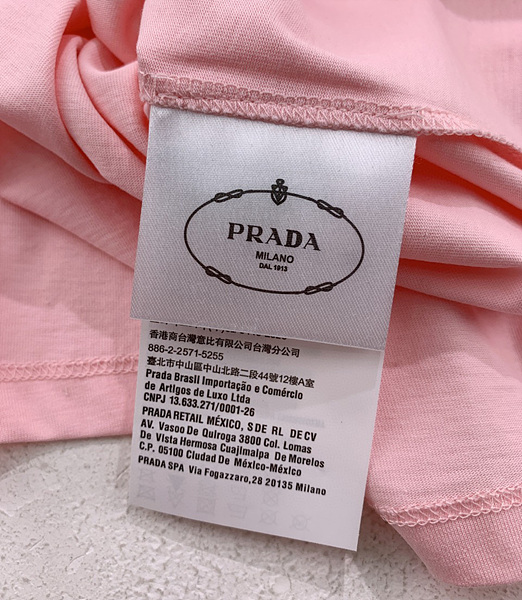 PRADA
MILANO
DAL 1913
香港商台灣意比有限公司台灣分公司
886-2-2571-5255
臺北市中山區中山北路二段44號12樓A室
Prada Brasil Importação e Comércio
de Artigos de Luxo Ltda
CNPJ 13.633.271/0001-26
PRADA RETAIL MÉXICO, S DE RL DE CV
AV. Vasoo De Quiroga 3800 Col. Lomas
De Vista Hermosa Cuajimalpa De Morelos
C.P. 05100 Ciudad De México-México
PRADA SPA Via Fogazzaro,28 20135 Milano